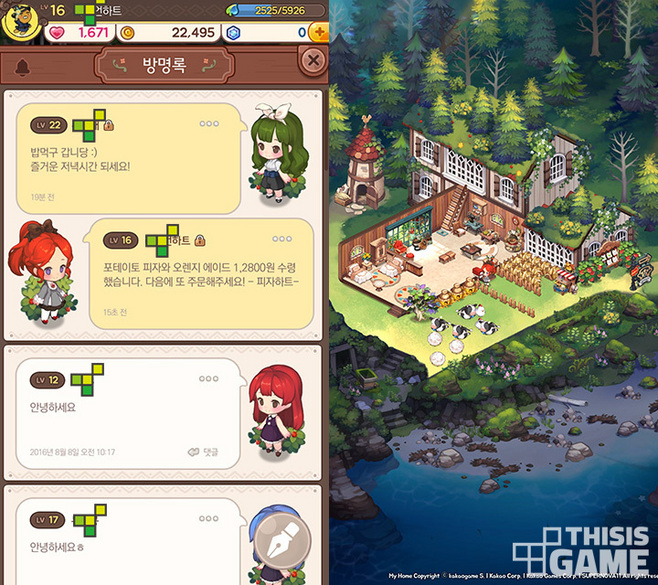 LV 16 언하트
2525/5926
1,671
22,495
0
방명록
LV 22
밥먹구 갑니당 :)
즐거운 저녁시간 되세요!
19분 전
LV 16 언하트
포테이토 피자와 오렌지 에이드 1,2800원 수령
했습니다. 다음에 또 주문해주세요! - 피자하트-
15초 전
LV 12
안녕하세요
2016년 8월 8일 오전 10:17
댓글
LV 17
안녕하세요ㅎ
THISIS
GAME
My Home Copyright © kakaogame S. I Kakao Corp. I Kakao Games Corp. I SUPERNOVA11 All Rights Reserved